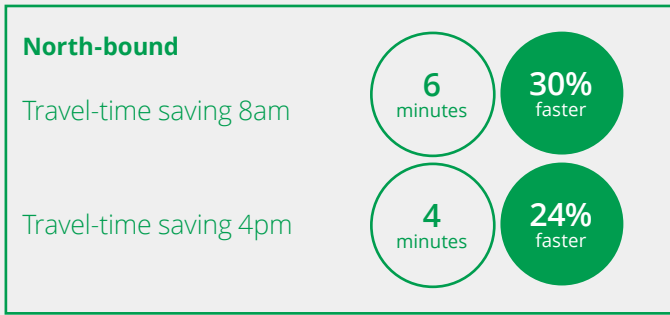 North-bound
Travel-time saving 8am
6
minutes
30%
faster
Travel-time saving 4pm
4
minutes
24%
faster